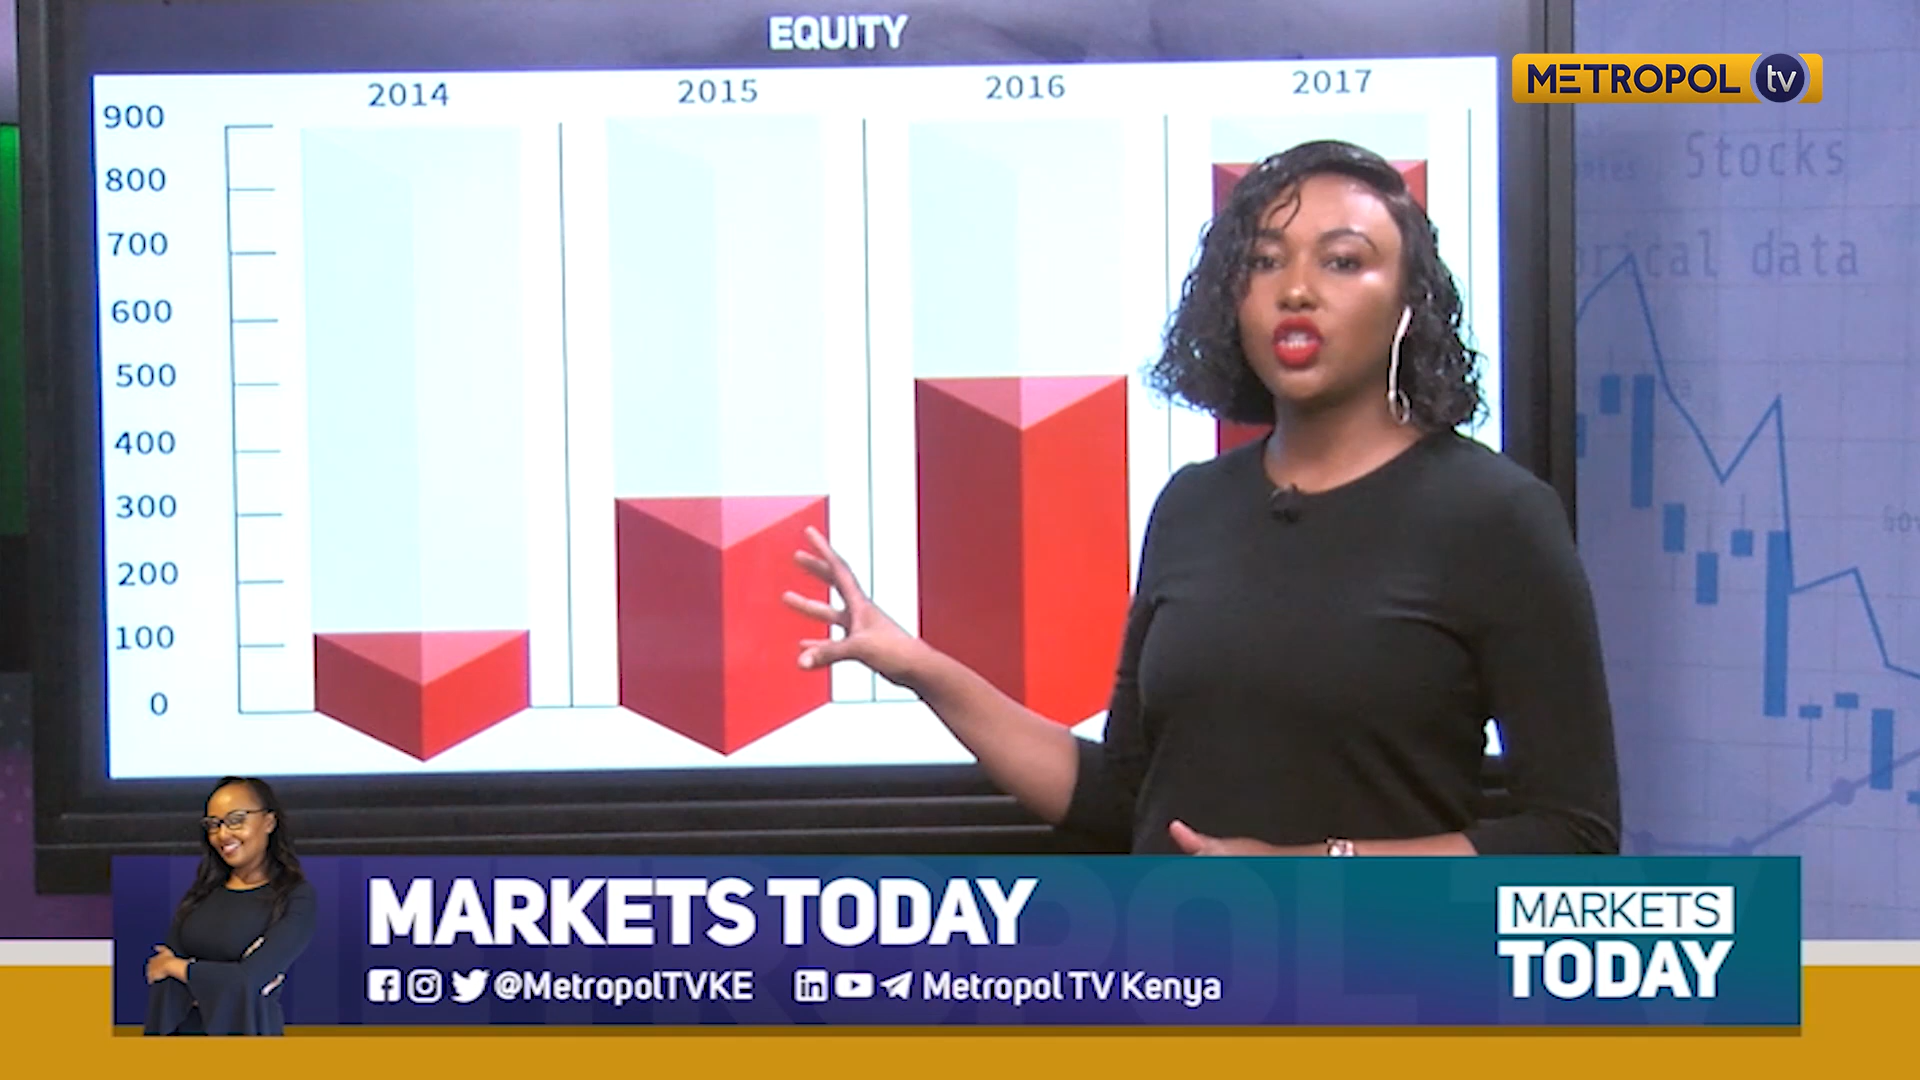 EQUITY
2014 2015 2016 2017
900
800
700
600
500
400
300
200
100
0
METROPOL tv
Stocks
rical data
MARKETS TODAY
@MetropolTVKE Metropol TV Kenya
MARKETS
TODAY